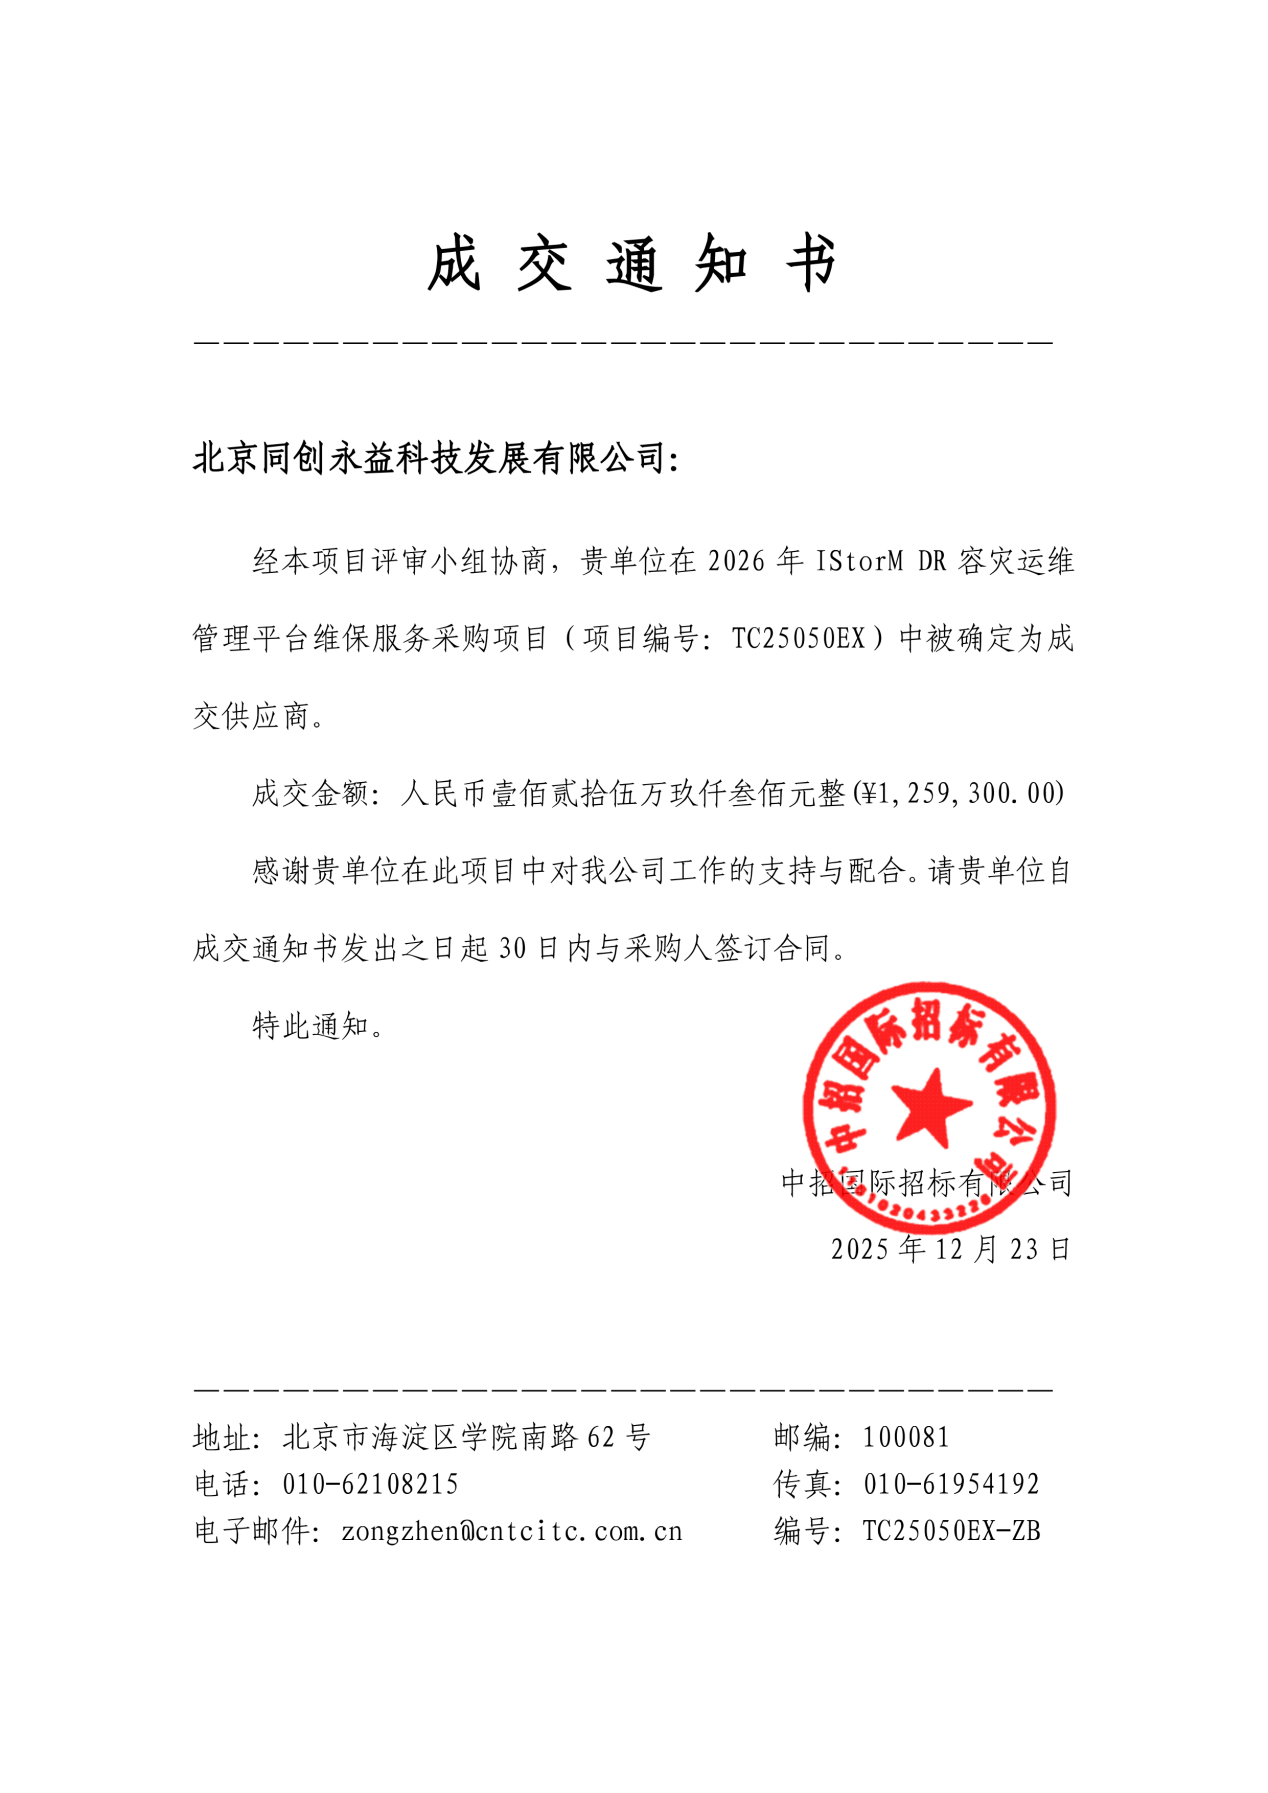 成交通知书
北京同创永益科技发展有限公司:
经本项目评审小组协商，贵单位在 2026 年 IStorM DR 容灾运维
管理平台维保服务采购项目（项目编号：TC25050EX）中被确定为成
交供应商。
成交金额：人民币壹佰贰拾伍万玖仟叁佰元整(¥1,259,300.00)
感谢贵单位在此项目中对我公司工作的支持与配合。请贵单位自
成交通知书发出之日起 30 日内与采购人签订合同。
特此通知。
中招国际招标有限公司
1101020433220
中招国际招标有限公司
2025 年 12 月 23 日
地址：北京市海淀区学院南路 62 号 邮编：100081
电话：010-62108215 传真：010-61954192
电子邮件：zongzhen@cntcitc.com.cn 编号：TC25050EX-ZB